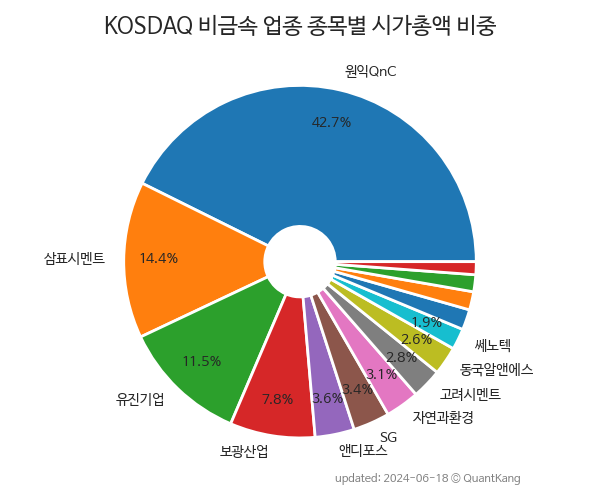 KOSDAQ 비금속 업종 종목별 시가총액 비중
원익QnC
42.7%
삼표시멘트
14.4%
유진기업
11.5%
보광산업
7.8%
앤디포스
3.6%
SG
3.4%
자연과환경
3.1%
고려시멘트
2.8%
동국알앤에스
2.6%
쎄노텍
1.9%
updated: 2024-06-18 © QuantKang